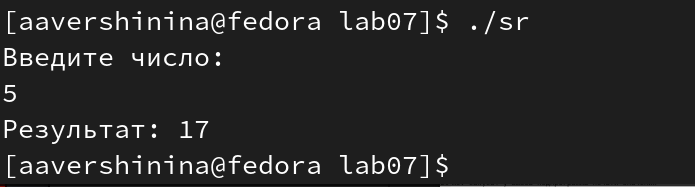 [aavershinina@fedora lab07]$ ./sr
Введите число:
5
Результат: 17
[aavershinina@fedora lab07]$